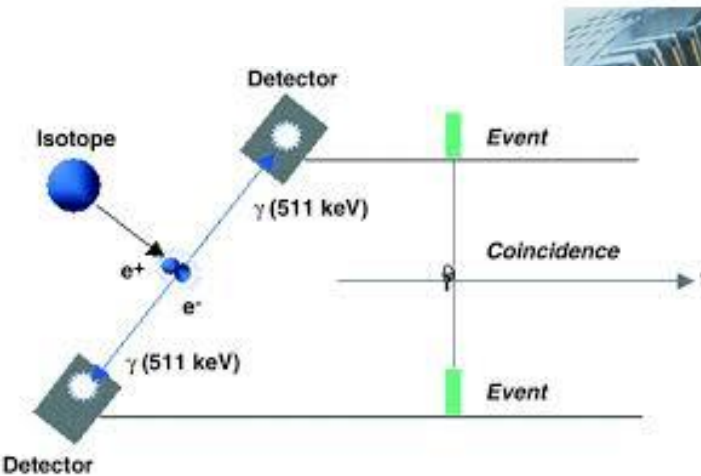 Detector
Isotope
Event
γ (511 keV)
e+
Coincidence
e-
γ (511 keV)
Event
Detector